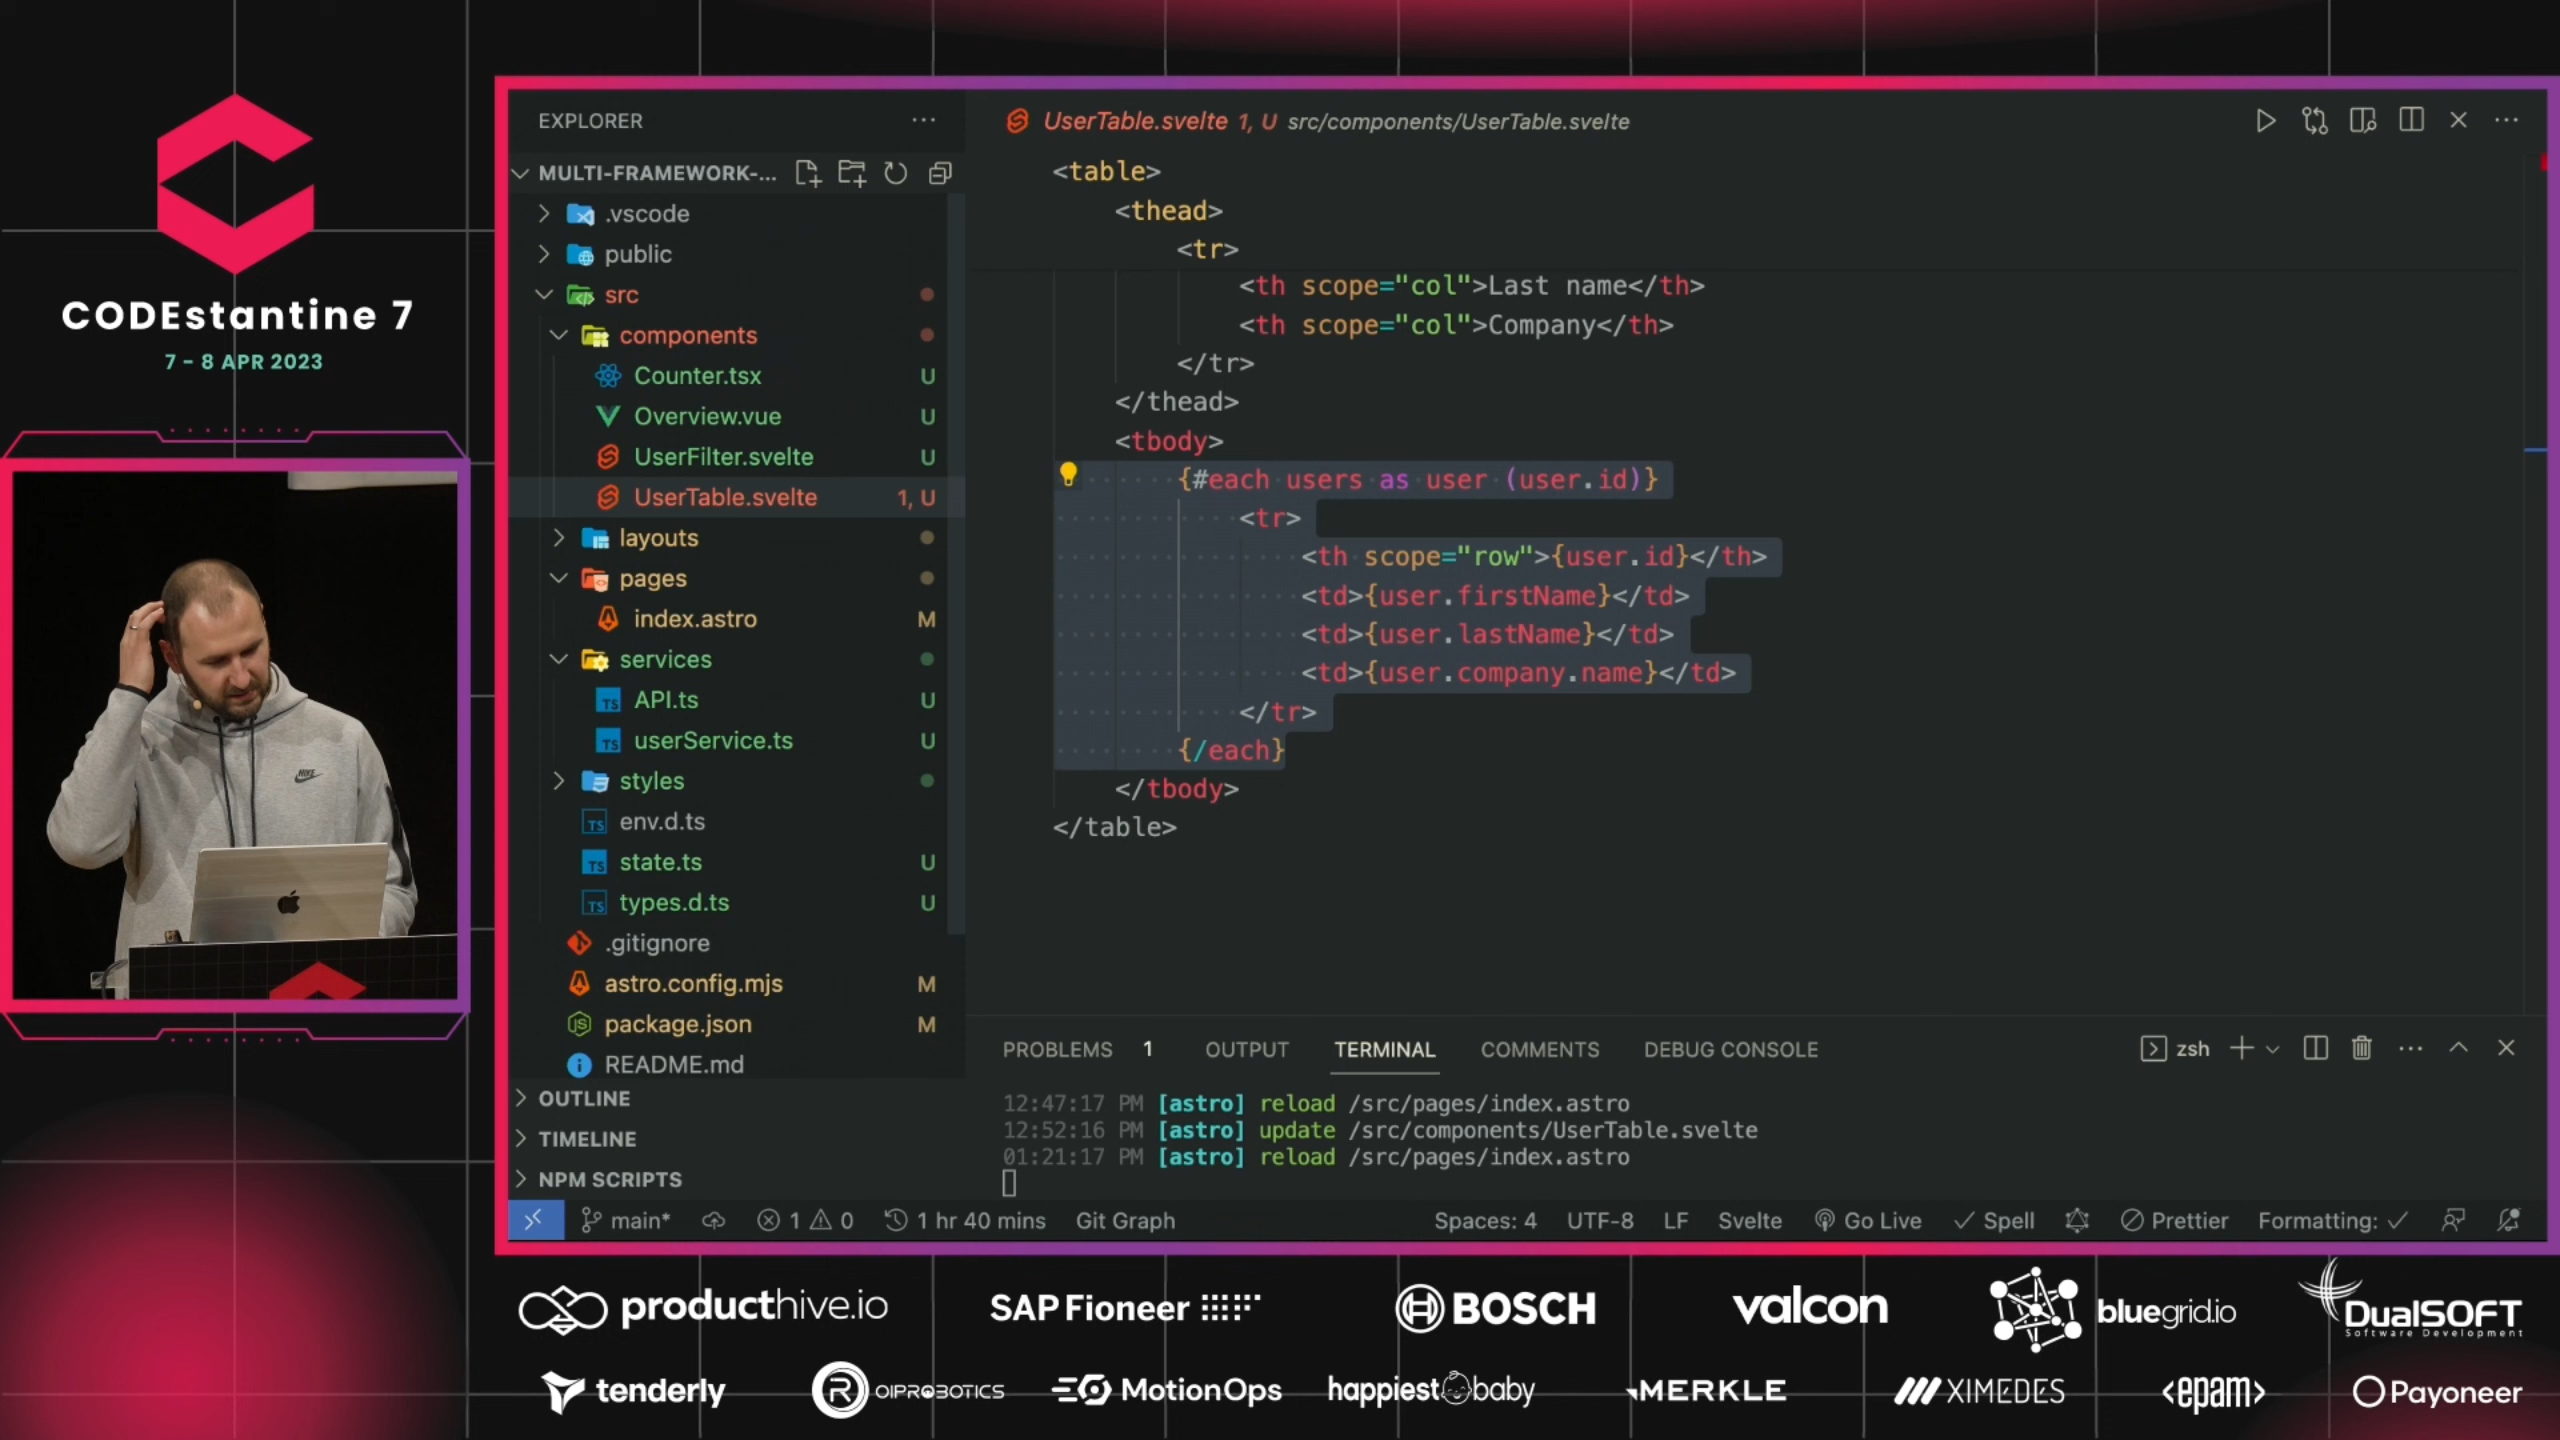 CODEstantine 7
7 - 8 APR 2023
EXPLORER
MULTI-FRAMEWORK-...
.vscode
public
src
components
Counter.tsx U
Overview.vue U
UserFilter.svelte U
UserTable.svelte 1, U
layouts
pages
index.astro M
services
API.ts U
userService.ts U
styles
env.d.ts
state.ts U
types.d.ts U
.gitignore
astro.config.mjs M
package.json M
README.md
OUTLINE
TIMELINE
NPM SCRIPTS
UserTable.svelte 1, U src/components/UserTable.svelte
<table>
<thead>
<tr>
<th scope="col">Last name</th>
<th scope="col">Company</th>
</tr>
</thead>
<tbody>
{#each users as user (user.id)}
<tr>
<th scope="row">{user.id}</th>
<td>{user.firstName}</td>
<td>{user.lastName}</td>
<td>{user.company.name}</td>
</tr>
{/each}
</tbody>
</table>
PROBLEMS 1 OUTPUT TERMINAL COMMENTS DEBUG CONSOLE
zsh
12:47:17 PM [astro] reload /src/pages/index.astro
12:52:16 PM [astro] update /src/components/UserTable.svelte
01:21:17 PM [astro] reload /src/pages/index.astro
main* 1 0 1 hr 40 mins Git Graph
Spaces: 4 UTF-8 LF Svelte Go Live Spell Prettier Formatting:
NIKE
producthive.io SAP Fioneer BOSCH valcon bluegrid.io DualSOFT
Software Development
tenderly OIPROBOTICS MotionOps happiest baby MERKLE XIMEDES <epam> Payoneer